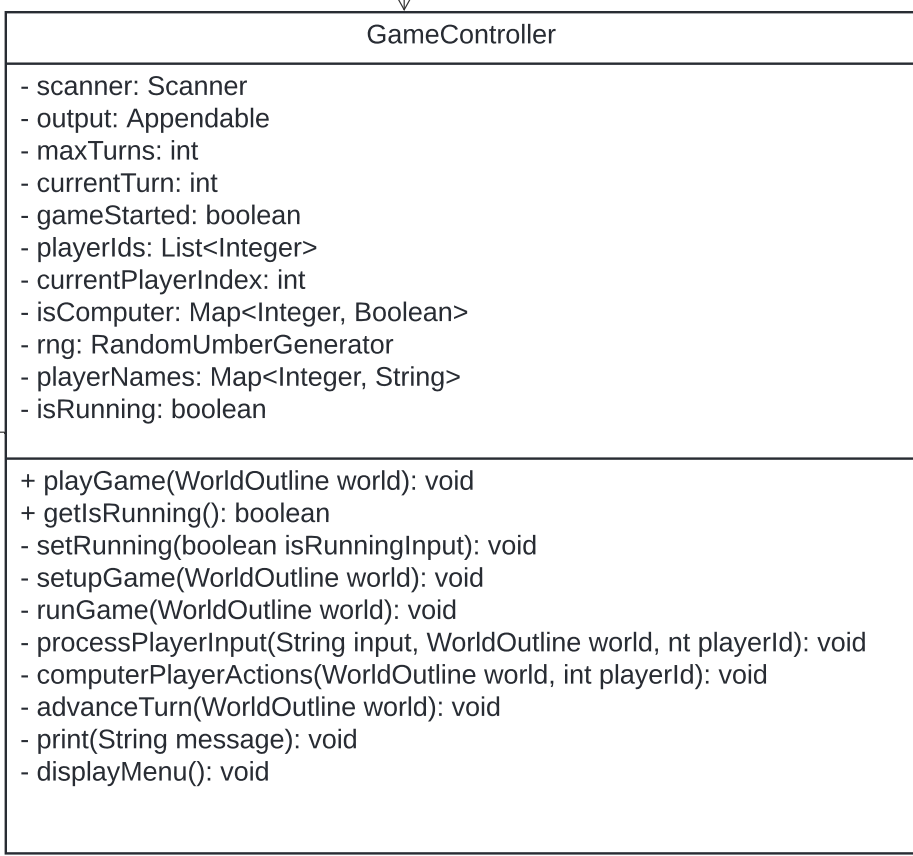 GameController
- scanner: Scanner
- output: Appendable
- maxTurns: int
- currentTurn: int
- gameStarted: boolean
- playerIds: List<Integer>
- currentPlayerIndex: int
- isComputer: Map<Integer, Boolean>
- rng: RandomUmberGenerator
- playerNames: Map<Integer, String>
- isRunning: boolean
+ playGame(WorldOutline world): void
+ getIsRunning(): boolean
- setRunning(boolean isRunningInput): void
- setupGame(WorldOutline world): void
- runGame(WorldOutline world): void
- processPlayerInput(String input, WorldOutline world, nt playerId): void
- computerPlayerActions(WorldOutline world, int playerId): void
- advanceTurn(WorldOutline world): void
- print(String message): void
- displayMenu(): void